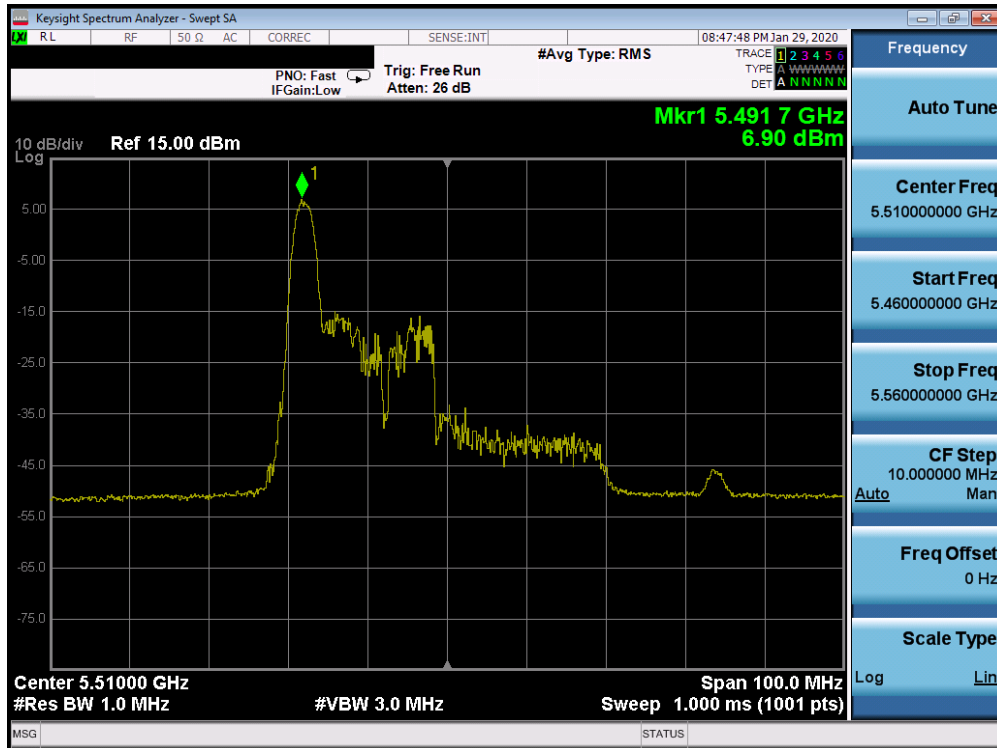 Keysight Spectrum Analyzer - Swept SA
LXI RL RF 50 Ω AC CORREC SENSE:INT 08:47:48 PM Jan 29, 2020
#Avg Type: RMS
TRACE 1 2 3 4 5 6
TYPE A WWWWW
DET A N N N N N
PNO: Fast
IFGain:Low
Trig: Free Run
Atten: 26 dB
Mkr1 5.491 7 GHz
6.90 dBm
10 dB/div
Log
Ref 15.00 dBm
1
5.00
-5.00
-15.0
-25.0
-35.0
-45.0
-55.0
-65.0
-75.0
Center 5.51000 GHz
Span 100.0 MHz
#Res BW 1.0 MHz
#VBW 3.0 MHz
Sweep 1.000 ms (1001 pts)
MSG
STATUS
Frequency
Auto Tune
Center Freq
5.510000000 GHz
Start Freq
5.460000000 GHz
Stop Freq
5.560000000 GHz
CF Step
10.000000 MHz
Auto Man
Freq Offset
0 Hz
Scale Type
Log Lin